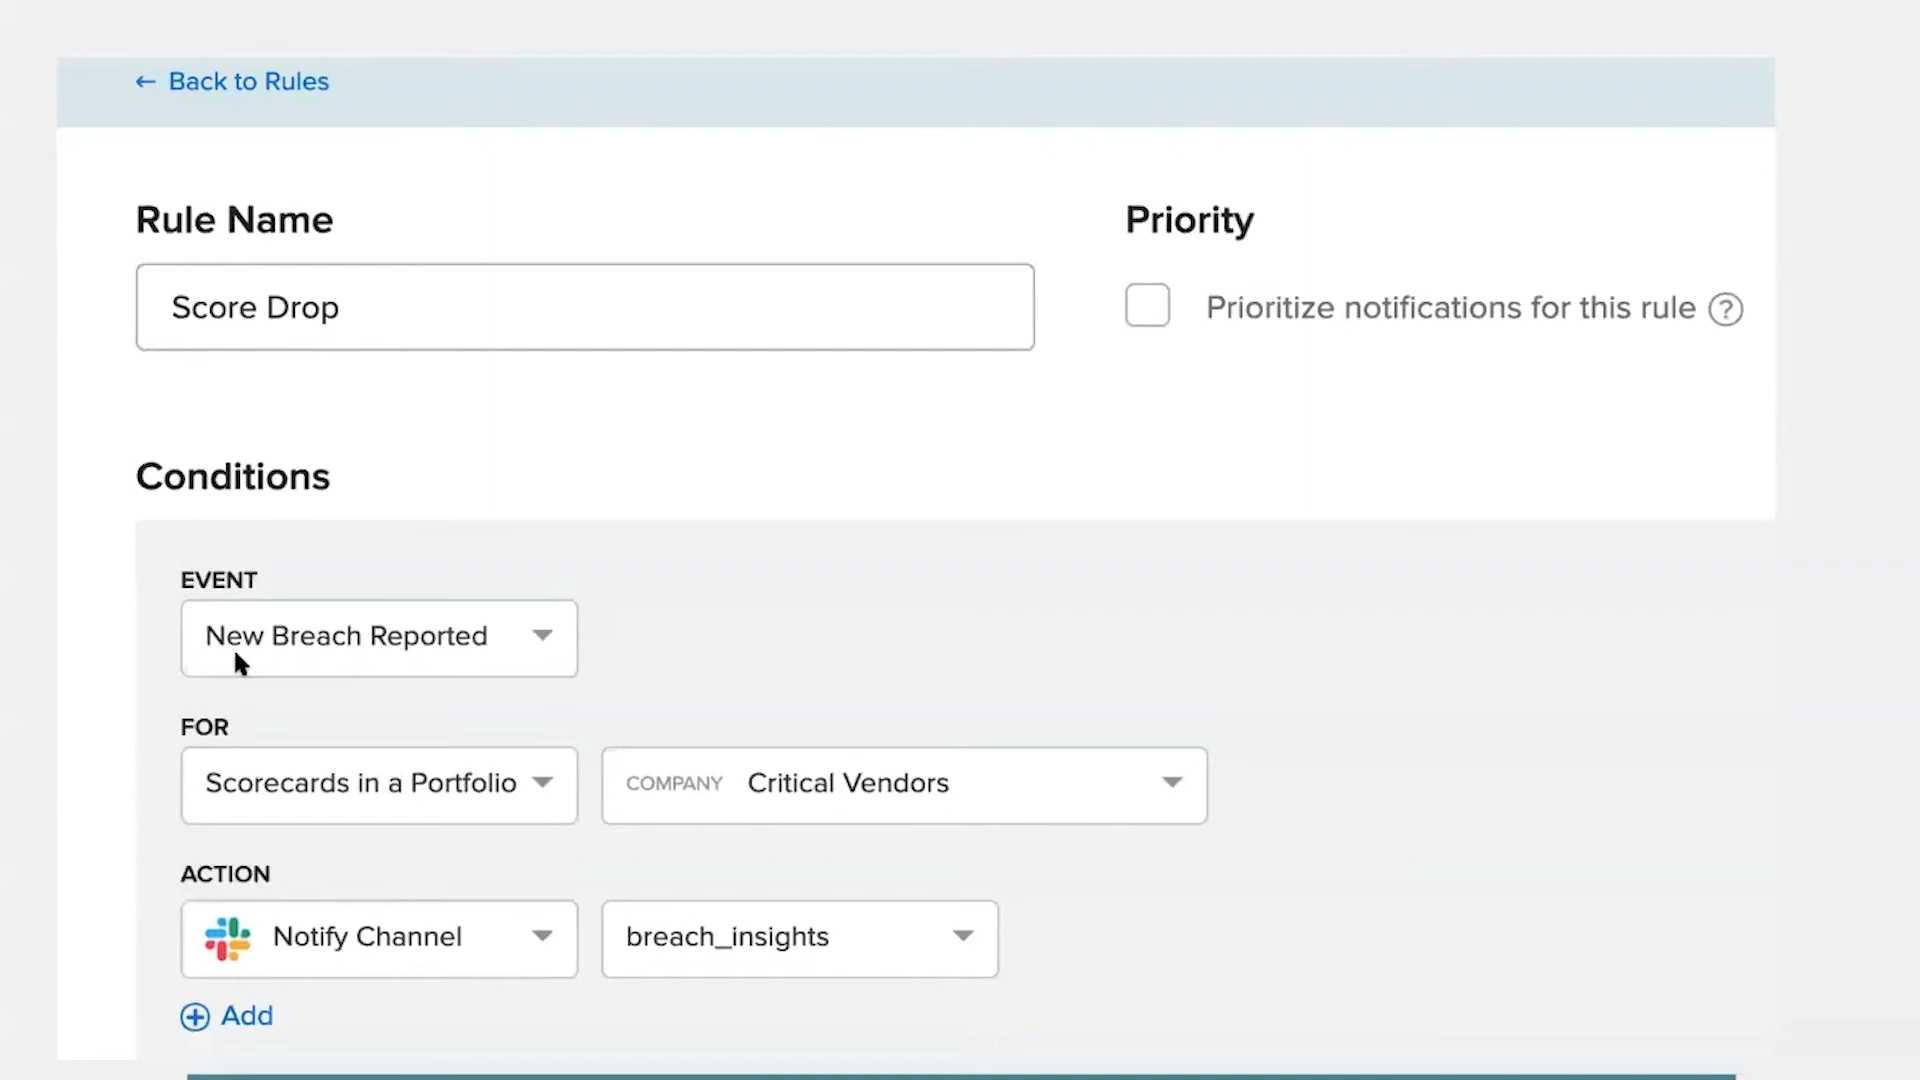 ← Back to Rules
Rule Name
Priority
Score Drop
Prioritize notifications for this rule ?
Conditions
EVENT
New Breach Reported
FOR
Scorecards in a Portfolio
COMPANY Critical Vendors
ACTION
Notify Channel
breach_insights
Add